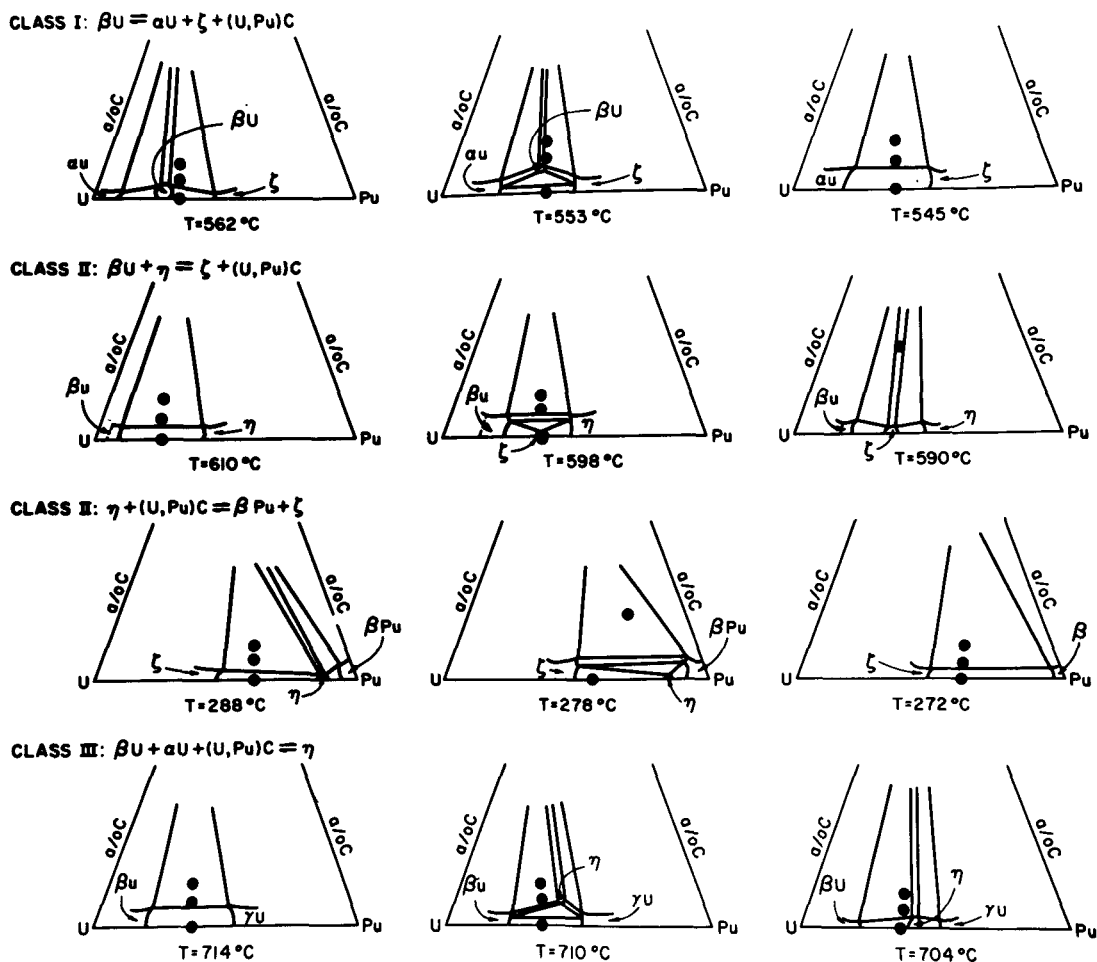 CLASS I: βU = αU + ζ + (U,Pu)C
a/oC
a/oC
βU
αu
ζ
U
Pu
T=562°C
a/oC
a/oC
βU
αu
ζ
U
Pu
T=553°C
a/oC
a/oC
αu
ζ
U
Pu
T=545°C
CLASS II: βU + η = ζ + (U,Pu)C
a/oC
a/oC
βu
η
U
Pu
T=610°C
a/oC
a/oC
βu
η
U
Pu
ζ
T=598°C
a/oC
a/oC
βu
η
U
Pu
ζ
T=590°C
CLASS II: η + (U,Pu)C = β Pu + ζ
a/oC
a/oC
β Pu
ζ
U
Pu
η
T=288°C
a/oC
a/oC
β Pu
ζ
U
Pu
η
T=278°C
a/oC
a/oC
β
ζ
U
Pu
T=272°C
CLASS III: βU + αU + (U,Pu)C = η
a/oC
a/oC
βu
γU
U
Pu
T=714°C
a/oC
a/oC
η
βu
γU
U
Pu
T=710°C
a/oC
a/oC
η
βU
γU
U
Pu
T=704°C